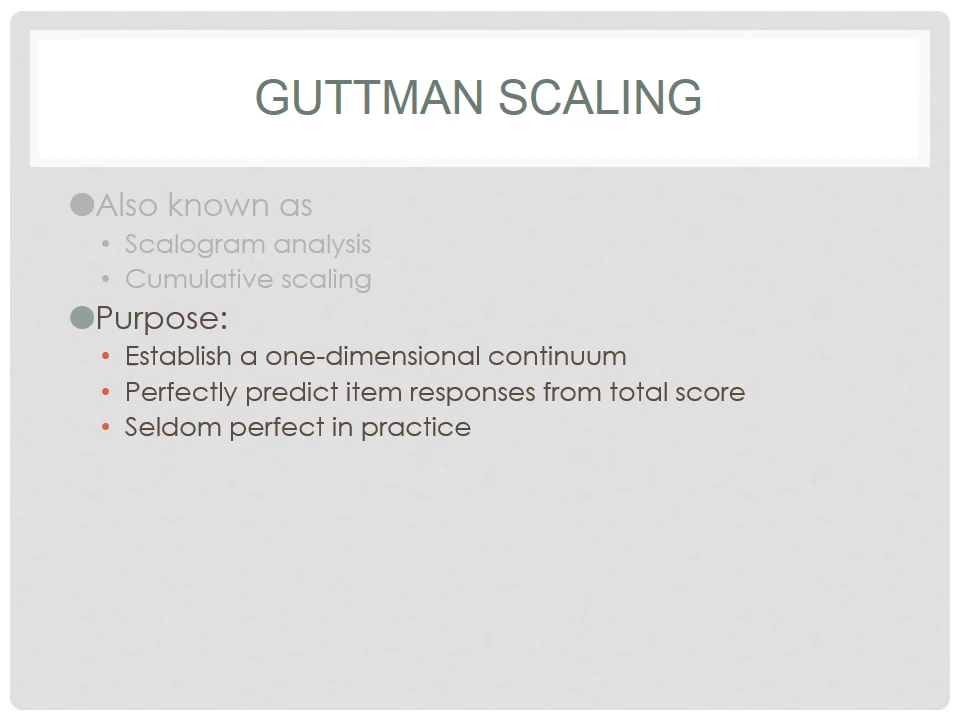 GUTTMAN SCALING
●Also known as
• Scalogram analysis
• Cumulative scaling
●Purpose:
• Establish a one-dimensional continuum
• Perfectly predict item responses from total score
• Seldom perfect in practice